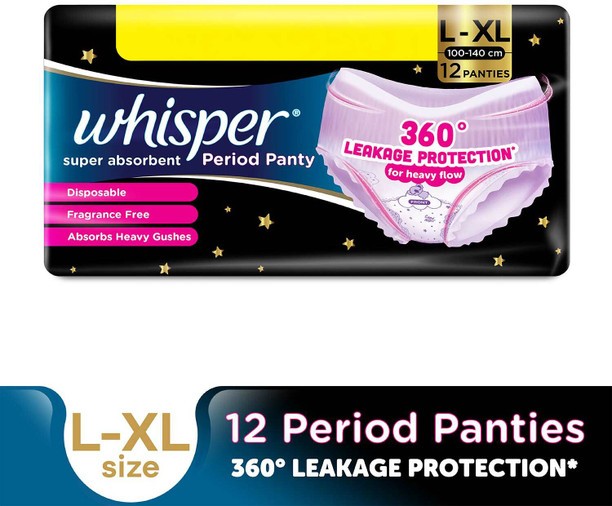 L-XL
100-140 cm
12 PANTIES
whisper®
super absorbent Period Panty
360°
LEAKAGE PROTECTION*
for heavy flow
FRONT
Disposable
Fragrance Free
Absorbs Heavy Gushes
L-XL
size
12 Period Panties
360° LEAKAGE PROTECTION*